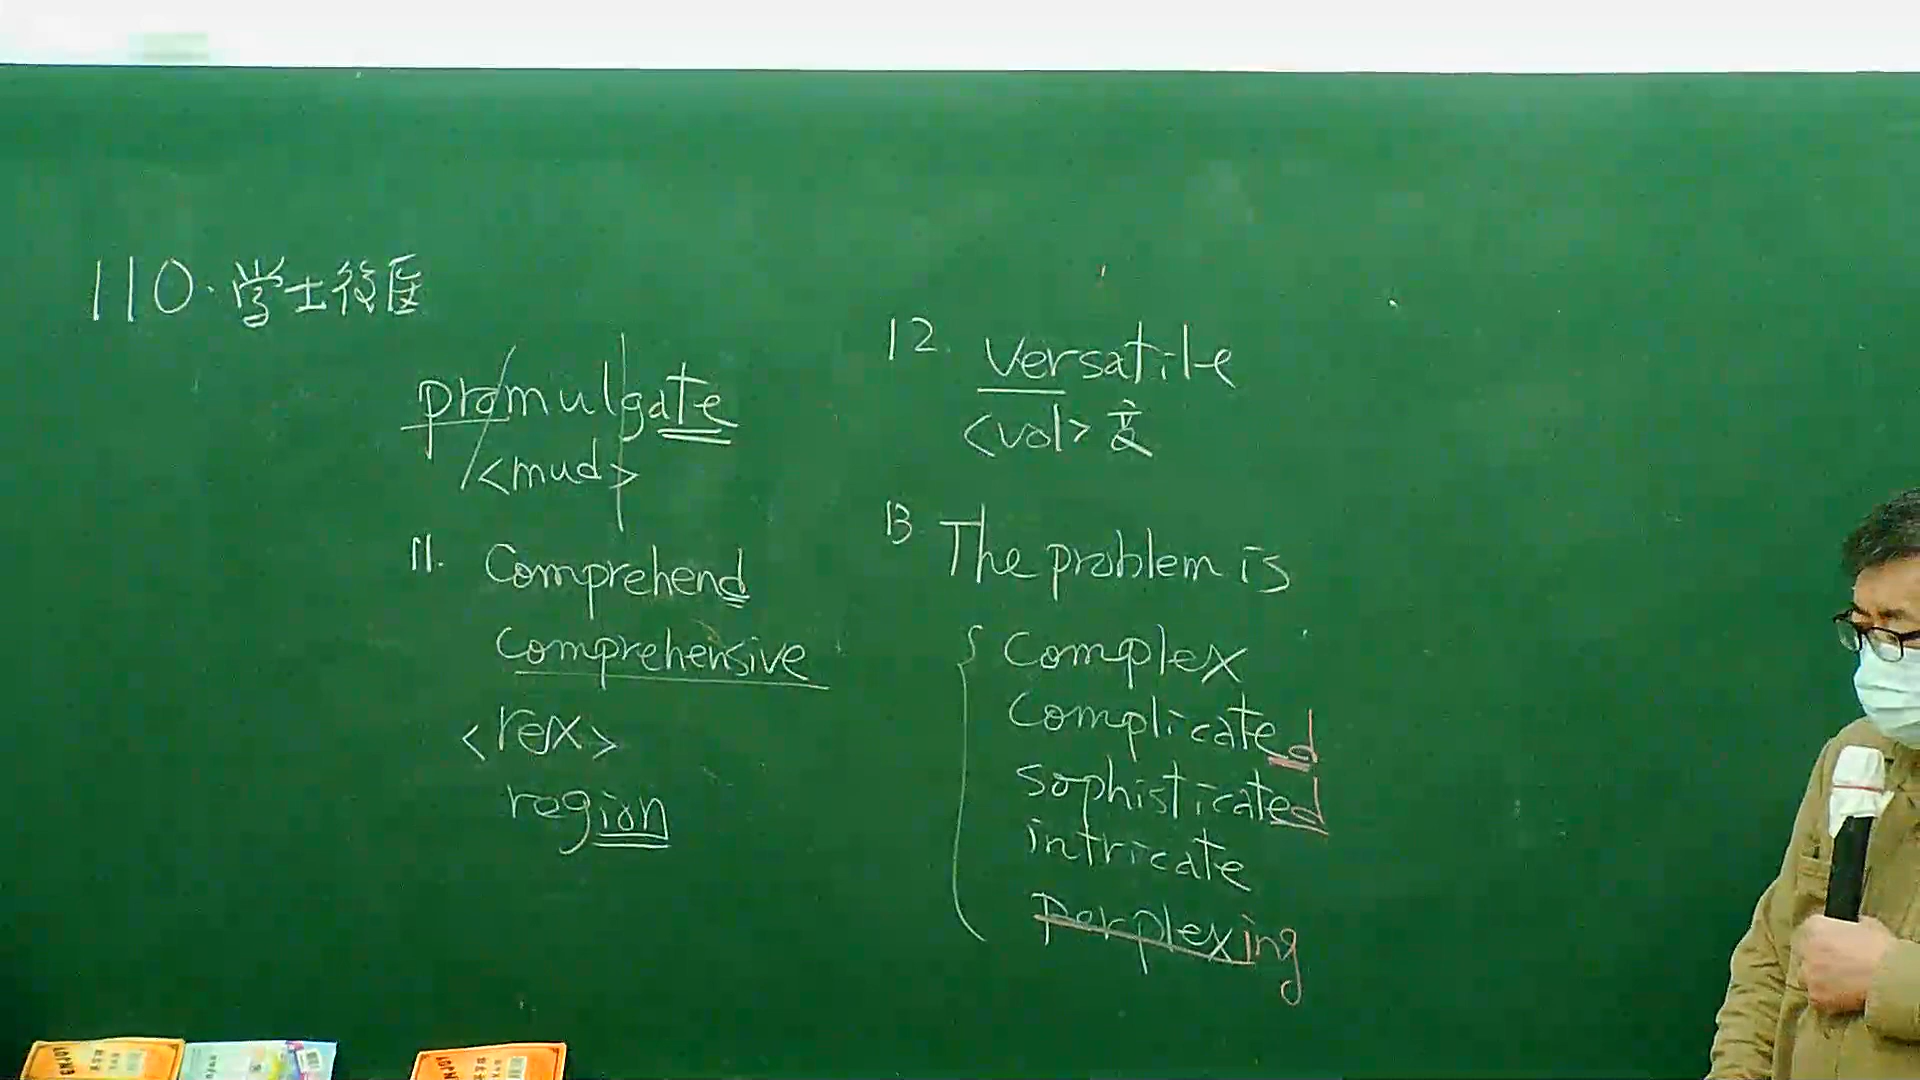 110.学士後医
promulgate
<mud>
11. Comprehend
comprehensive
<rex>
region
12. versatile
<vol> 变
13 The problem is
complex
complicated
sophisticated
intricate
perplexing